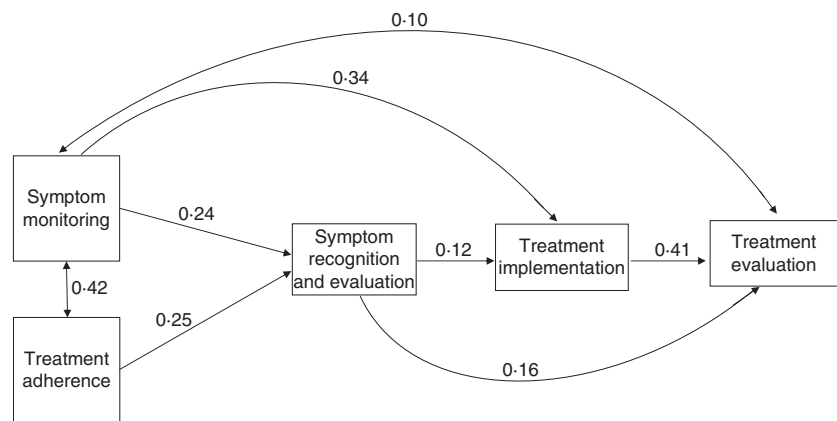 0·10
0·34
Symptom
monitoring
0·24
Symptom
recognition
and evaluation
0·12
Treatment
implementation
0·41
Treatment
evaluation
0·42
0·25
Treatment
adherence
0·16